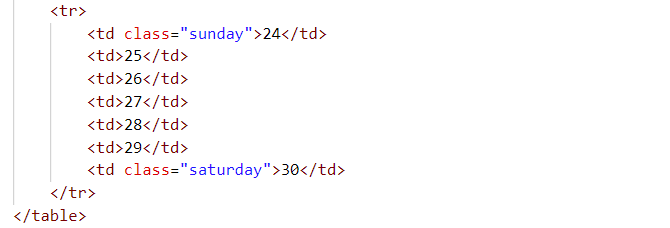 <tr>
<td class="sunday">24</td>
<td>25</td>
<td>26</td>
<td>27</td>
<td>28</td>
<td>29</td>
<td class="saturday">30</td>
</tr>
</table>